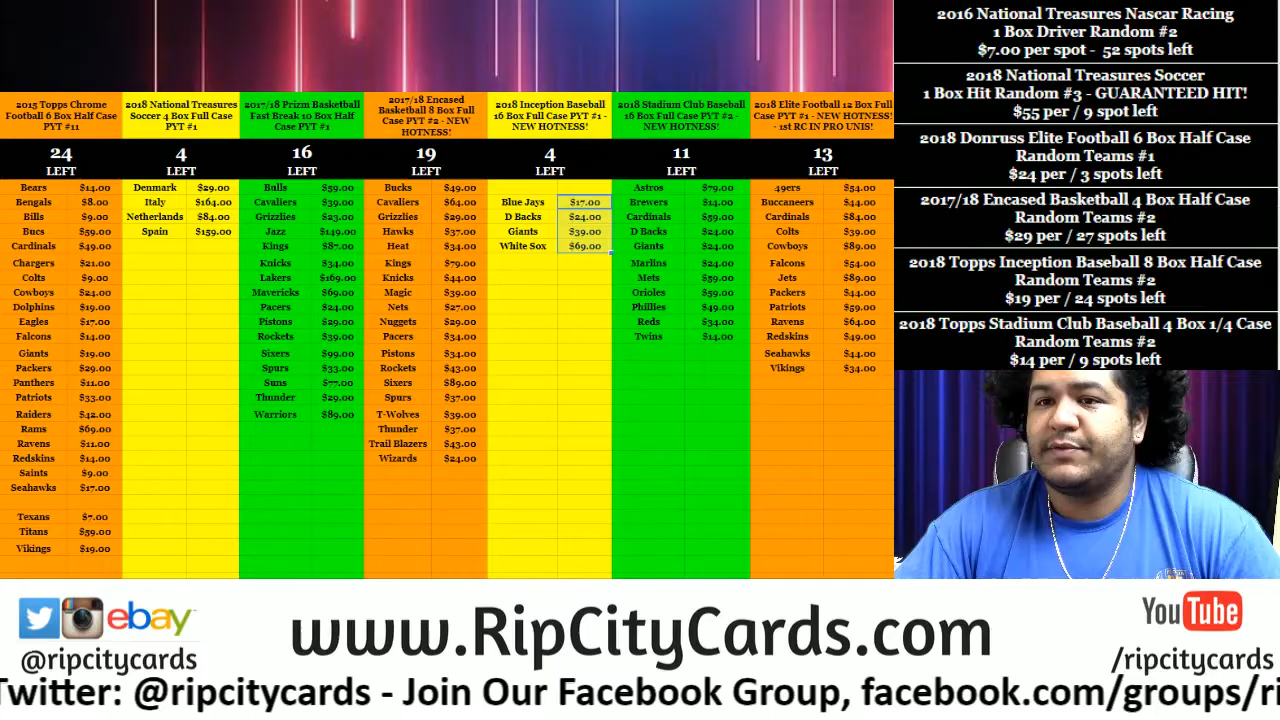 2015 Topps Chrome
Football 6 Box Half Case
PYT #11
24
LEFT
Bears $14.00
Bengals $8.00
Bills $9.00
Bucs $59.00
Cardinals $49.00
Chargers $21.00
Colts $9.00
Cowboys $24.00
Dolphins $19.00
Eagles $17.00
Falcons $14.00
Giants $19.00
Packers $29.00
Panthers $11.00
Patriots $33.00
Raiders $42.00
Rams $69.00
Ravens $11.00
Redskins $14.00
Saints $9.00
Seahawks $17.00
Texans $7.00
Titans $59.00
Vikings $19.00
2018 National Treasures
Soccer 4 Box Full Case
PYT #1
4
LEFT
Denmark $29.00
Italy $164.00
Netherlands $84.00
Spain $159.00
2017/18 Prizm Basketball
Fast Break 10 Box Half
Case PYT #1
16
LEFT
Bulls $59.00
Cavaliers $39.00
Grizzlies $23.00
Jazz $149.00
Kings $87.00
Knicks $34.00
Lakers $169.00
Mavericks $69.00
Pacers $24.00
Pistons $29.00
Rockets $39.00
Sixers $99.00
Spurs $33.00
Suns $77.00
Thunder $29.00
Warriors $89.00
2017/18 Encased
Basketball 8 Box Full
Case PYT #2 - NEW
HOTNESS!
19
LEFT
Bucks $49.00
Cavaliers $64.00
Grizzlies $29.00
Hawks $37.00
Heat $34.00
Kings $79.00
Knicks $44.00
Magic $39.00
Nets $27.00
Nuggets $29.00
Pacers $34.00
Pistons $34.00
Rockets $43.00
Sixers $89.00
Spurs $37.00
T-Wolves $39.00
Thunder $37.00
Trail Blazers $43.00
Wizards $24.00
2018 Inception Baseball
16 Box Full Case PYT #1 -
NEW HOTNESS!
4
LEFT
Blue Jays $17.00
D Backs $24.00
Giants $39.00
White Sox $69.00
2018 Stadium Club Baseball
16 Box Full Case PYT #2 -
NEW HOTNESS!
11
LEFT
Astros $79.00
Brewers $14.00
Cardinals $59.00
D Backs $24.00
Giants $24.00
Marlins $24.00
Mets $59.00
Orioles $59.00
Phillies $49.00
Reds $34.00
Twins $14.00
2018 Elite Football 12 Box Full
Case PYT #1 - NEW HOTNESS!
- 1st RC IN PRO UNIS!
13
LEFT
49ers $54.00
Buccaneers $44.00
Cardinals $84.00
Colts $39.00
Cowboys $89.00
Falcons $54.00
Jets $89.00
Packers $44.00
Patriots $59.00
Ravens $64.00
Redskins $49.00
Seahawks $44.00
Vikings $34.00
2016 National Treasures Nascar Racing
1 Box Driver Random #2
$7.00 per spot - 52 spots left
2018 National Treasures Soccer
1 Box Hit Random #3 - GUARANTEED HIT!
$55 per / 9 spot left
2018 Donruss Elite Football 6 Box Half Case
Random Teams #1
$24 per / 3 spots left
2017/18 Encased Basketball 4 Box Half Case
Random Teams #2
$29 per / 27 spots left
2018 Topps Inception Baseball 8 Box Half Case
Random Teams #2
$19 per / 24 spots left
2018 Topps Stadium Club Baseball 4 Box 1/4 Case
Random Teams #2
$14 per / 9 spots left
ebay
@ripcitycards
www.RipCityCards.com
YouTube
/ripcitycards
Twitter: @ripcitycards - Join Our Facebook Group, facebook.com/groups/ri